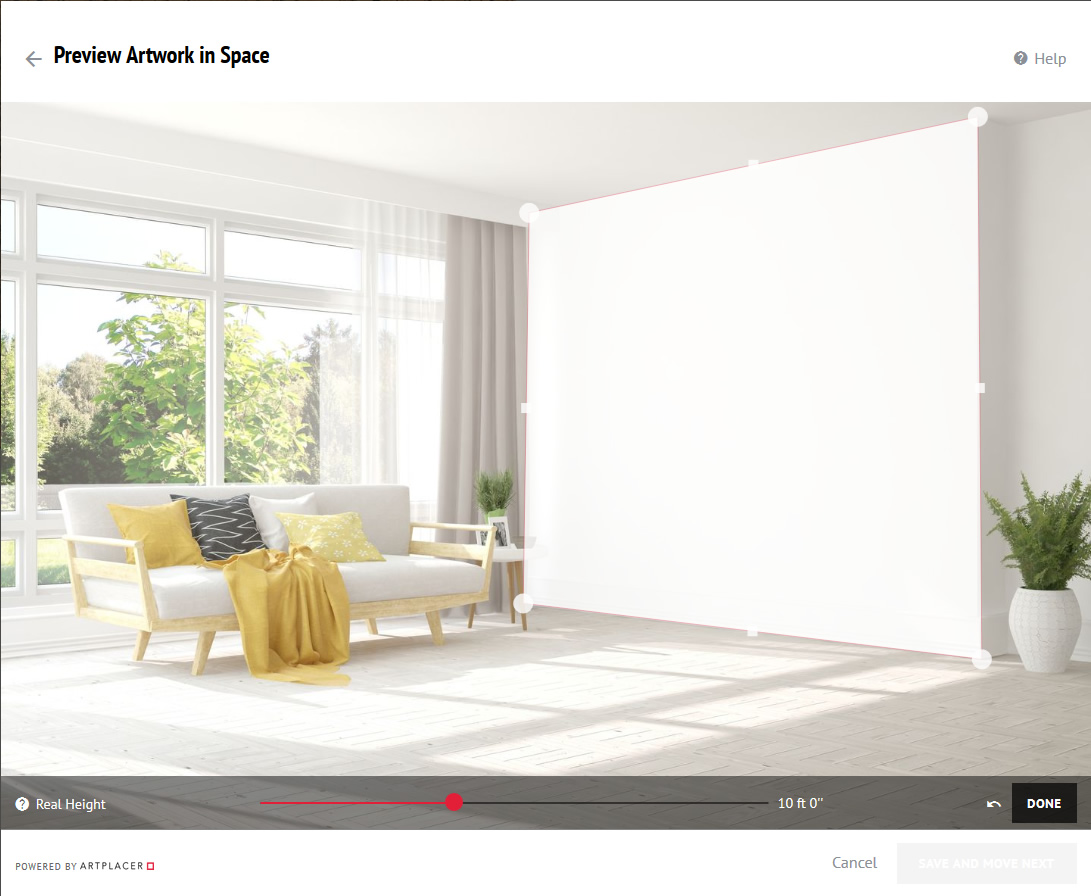 Preview Artwork in Space
Help
Real Height
10 ft 0"
DONE
POWERED BY ARTPLACER
Cancel
SAVE AND MOVE NEXT